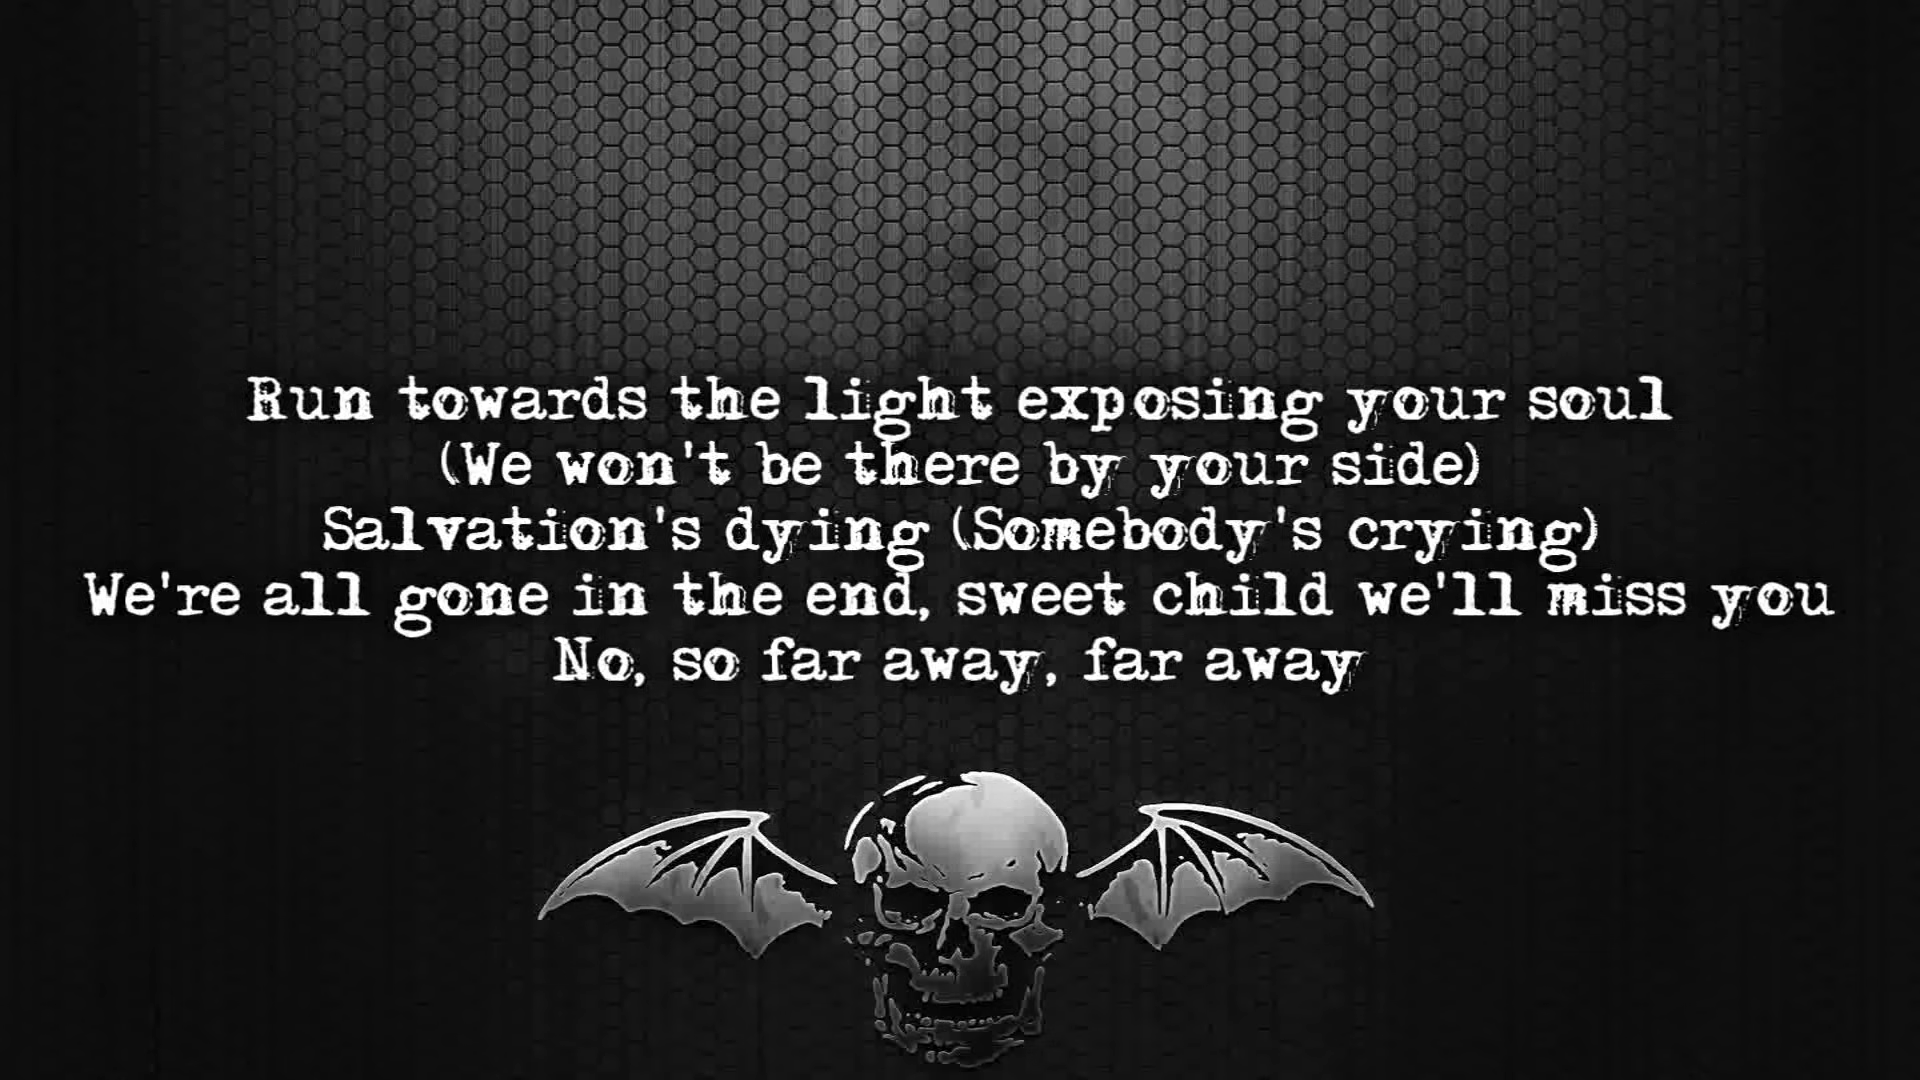 Run towards the light exposing your soul
(We won't be there by your side)
Salvation's dying (Somebody's crying)
We're all gone in the end, sweet child we'll miss you
No, so far away, far away